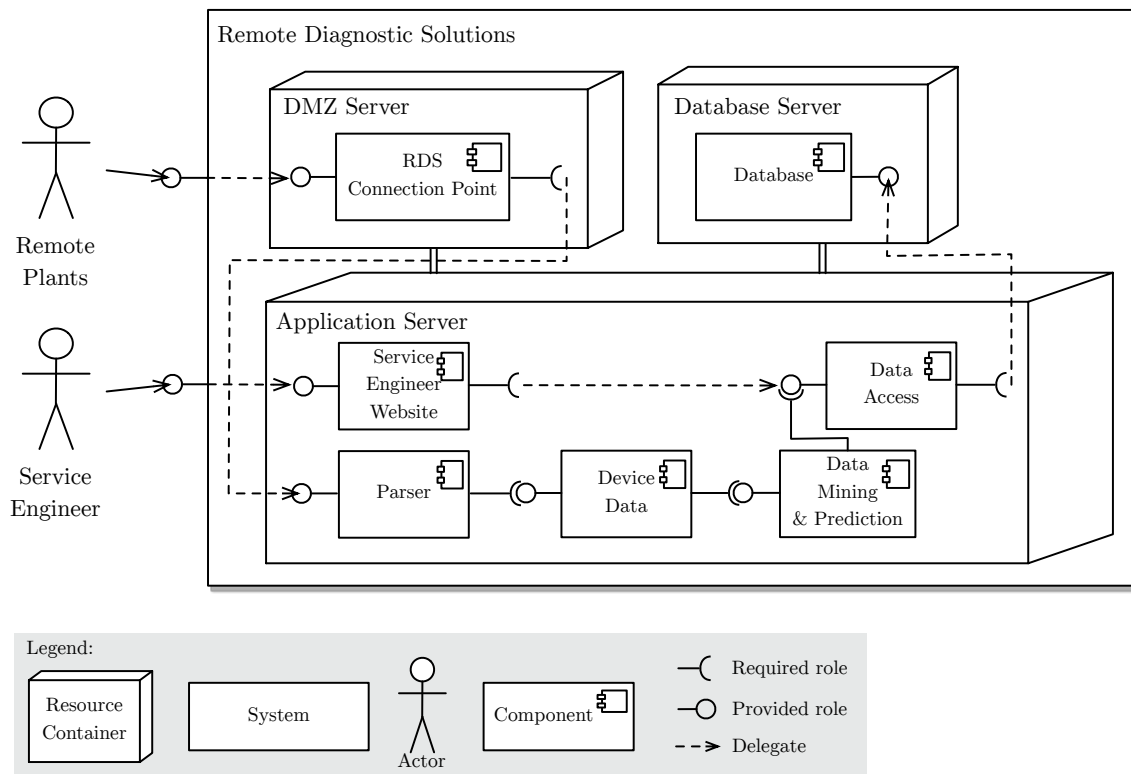 Remote Diagnostic Solutions
DMZ Server
Database Server
RDS
Connection Point
Database
Remote
Plants
Application Server
Service
Engineer
Website
Data
Access
Service
Engineer
Parser
Device
Data
Data
Mining
& Prediction
Legend:
Resource
Container
System
Actor
Component
Required role
Provided role
Delegate